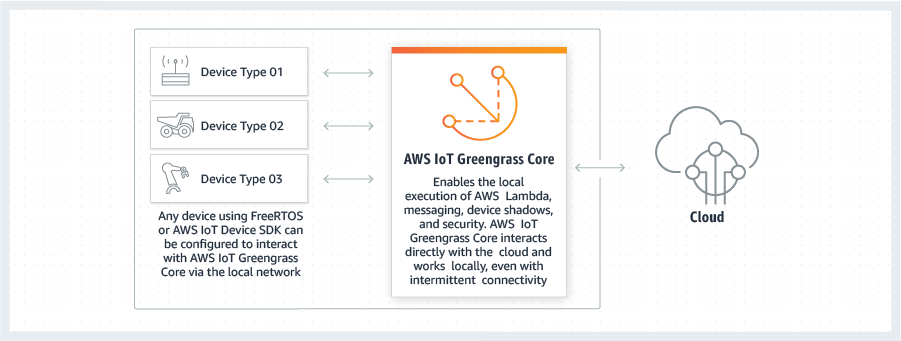 Device Type 01
Device Type 02
Device Type 03
Any device using FreeRTOS
or AWS IoT Device SDK can
be configured to interact
with AWS IoT Greengrass
Core via the local network
AWS IoT Greengrass Core
Enables the local
execution of AWS Lambda,
messaging, device shadows,
and security. AWS IoT
Greengrass Core interacts
directly with the cloud and
works locally, even with
intermittent connectivity
Cloud